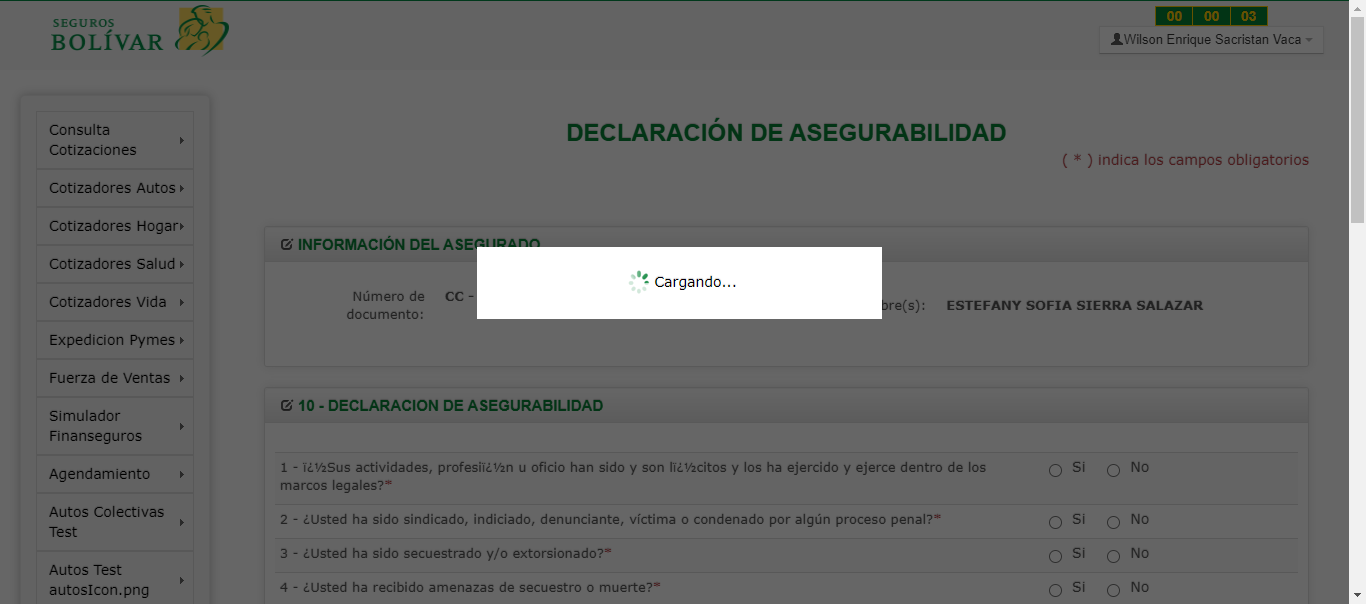 SEGUROS
BOLÍVAR
00 00 03
Wilson Enrique Sacristan Vaca
Consulta
Cotizaciones
Cotizadores Autos
Cotizadores Hogar
Cotizadores Salud
Cotizadores Vida
Expedicion Pymes
Fuerza de Ventas
Simulador
Finanseguros
Agendamiento
Autos Colectivas
Test
Autos Test
autosIcon.png
DECLARACIÓN DE ASEGURABILIDAD
( * ) indica los campos obligatorios
INFORMACIÓN DEL ASEGURADO
Número de
documento:
CC -
Cargando...
bre(s):
ESTEFANY SOFIA SIERRA SALAZAR
10 - DECLARACION DE ASEGURABILIDAD
1 - ï¿½Sus actividades, profesiï¿½n u oficio han sido y son lï¿½citos y los ha ejercido y ejerce dentro de los
marcos legales?*
Si No
2 - ¿Usted ha sido sindicado, indiciado, denunciante, víctima o condenado por algún proceso penal?*
Si No
3 - ¿Usted ha sido secuestrado y/o extorsionado?*
Si No
4 - ¿Usted ha recibido amenazas de secuestro o muerte?*
Si No